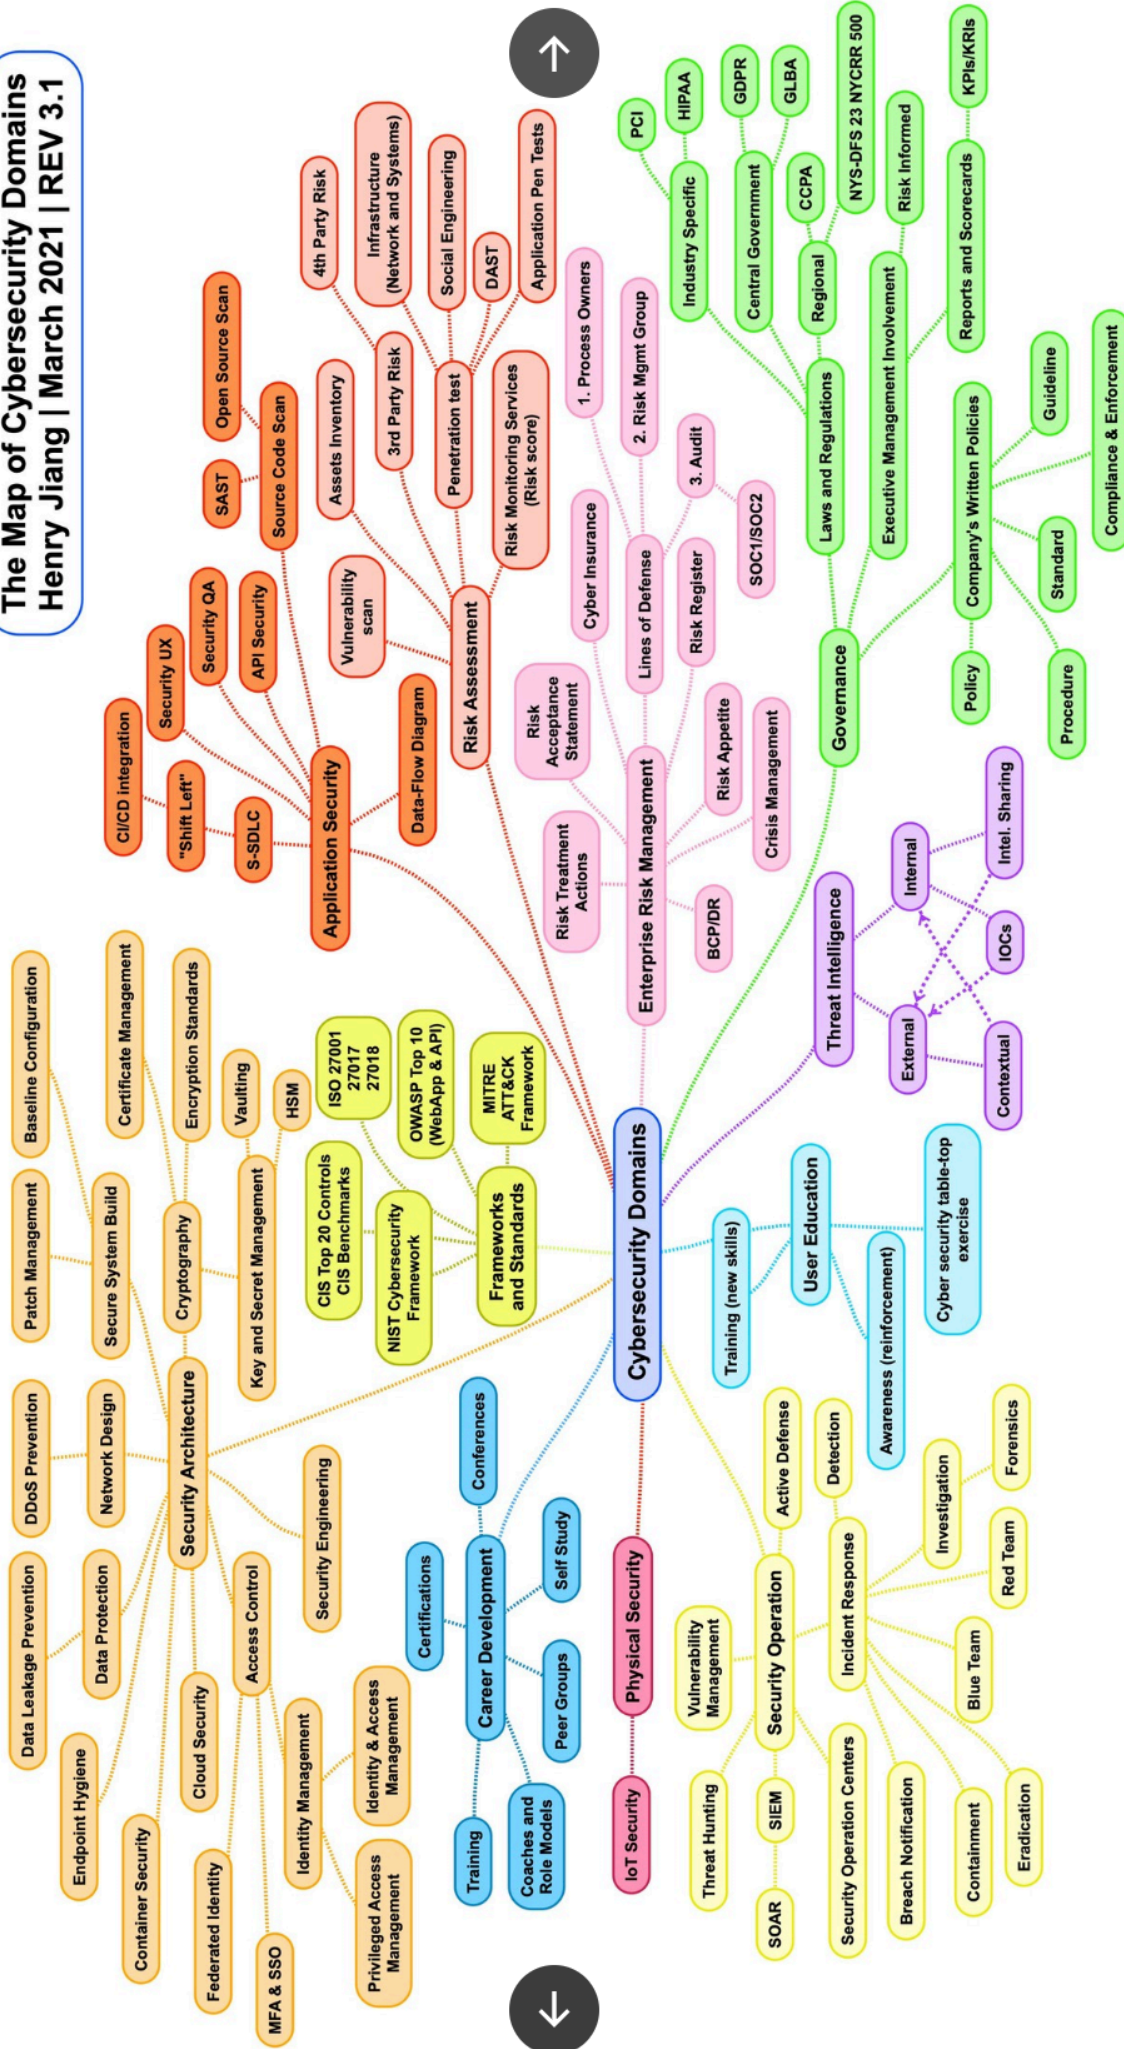 The Map of Cybersecurity Domains
Henry Jiang | March 2021 | REV 3.1
Cybersecurity Domains
Security Architecture
Data Leakage Prevention
DDoS Prevention
Patch Management
Baseline Configuration
Endpoint Hygiene
Data Protection
Network Design
Secure System Build
Certificate Management
Container Security
Cloud Security
Cryptography
Encryption Standards
Federated Identity
Access Control
Key and Secret Management
Vaulting
HSM
MFA & SSO
Identity Management
Security Engineering
Privileged Access
Management
Identity & Access
Management
Frameworks
and Standards
CIS Top 20 Controls
CIS Benchmarks
ISO 27001
27017
27018
NIST Cybersecurity
Framework
OWASP Top 10
(WebApp & API)
MITRE
ATT&CK
Framework
Application Security
CI/CD integration
Security UX
"Shift Left"
S-SDLC
Security QA
API Security
SAST
Open Source Scan
Source Code Scan
Data-Flow Diagram
Risk Assessment
Vulnerability
scan
Assets Inventory
4th Party Risk
3rd Party Risk
Infrastructure
(Network and Systems)
Penetration test
Social Engineering
DAST
Application Pen Tests
Risk Monitoring Services
(Risk score)
Enterprise Risk Management
Risk Treatment
Actions
Risk
Acceptance
Statement
Cyber Insurance
1. Process Owners
Lines of Defense
2. Risk Mgmt Group
3. Audit
SOC1/SOC2
Risk Register
Risk Appetite
Crisis Management
BCP/DR
Governance
Laws and Regulations
Industry Specific
PCI
HIPAA
Central Government
GDPR
GLBA
Regional
CCPA
NYS-DFS 23 NYCRR 500
Executive Management Involvement
Risk Informed
Reports and Scorecards
KPIs/KRIs
Company's Written Policies
Policy
Procedure
Standard
Guideline
Compliance & Enforcement
Threat Intelligence
External
Internal
Contextual
IOCs
Intel. Sharing
User Education
Training (new skills)
Awareness (reinforcement)
Cyber security table-top
exercise
Security Operation
Vulnerability
Management
Active Defense
Threat Hunting
SIEM
SOAR
Security Operation Centers
Incident Response
Detection
Breach Notification
Containment
Eradication
Blue Team
Red Team
Investigation
Forensics
Physical Security
IoT Security
Career Development
Certifications
Conferences
Training
Coaches and
Role Models
Peer Groups
Self Study